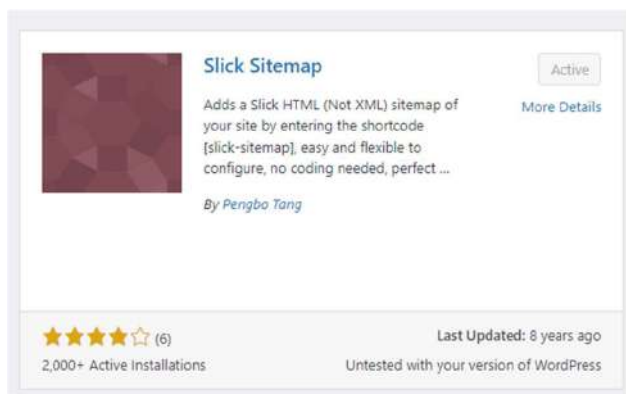 Slick Sitemap
Active
Adds a Slick HTML (Not XML) sitemap of
More Details
your site by entering the shortcode
[slick-sitemap], easy and flexible to
configure, no coding needed, perfect ...
By Pengbo Tang
(6)
Last Updated: 8 years ago
2,000+ Active Installations
Untested with your version of WordPress